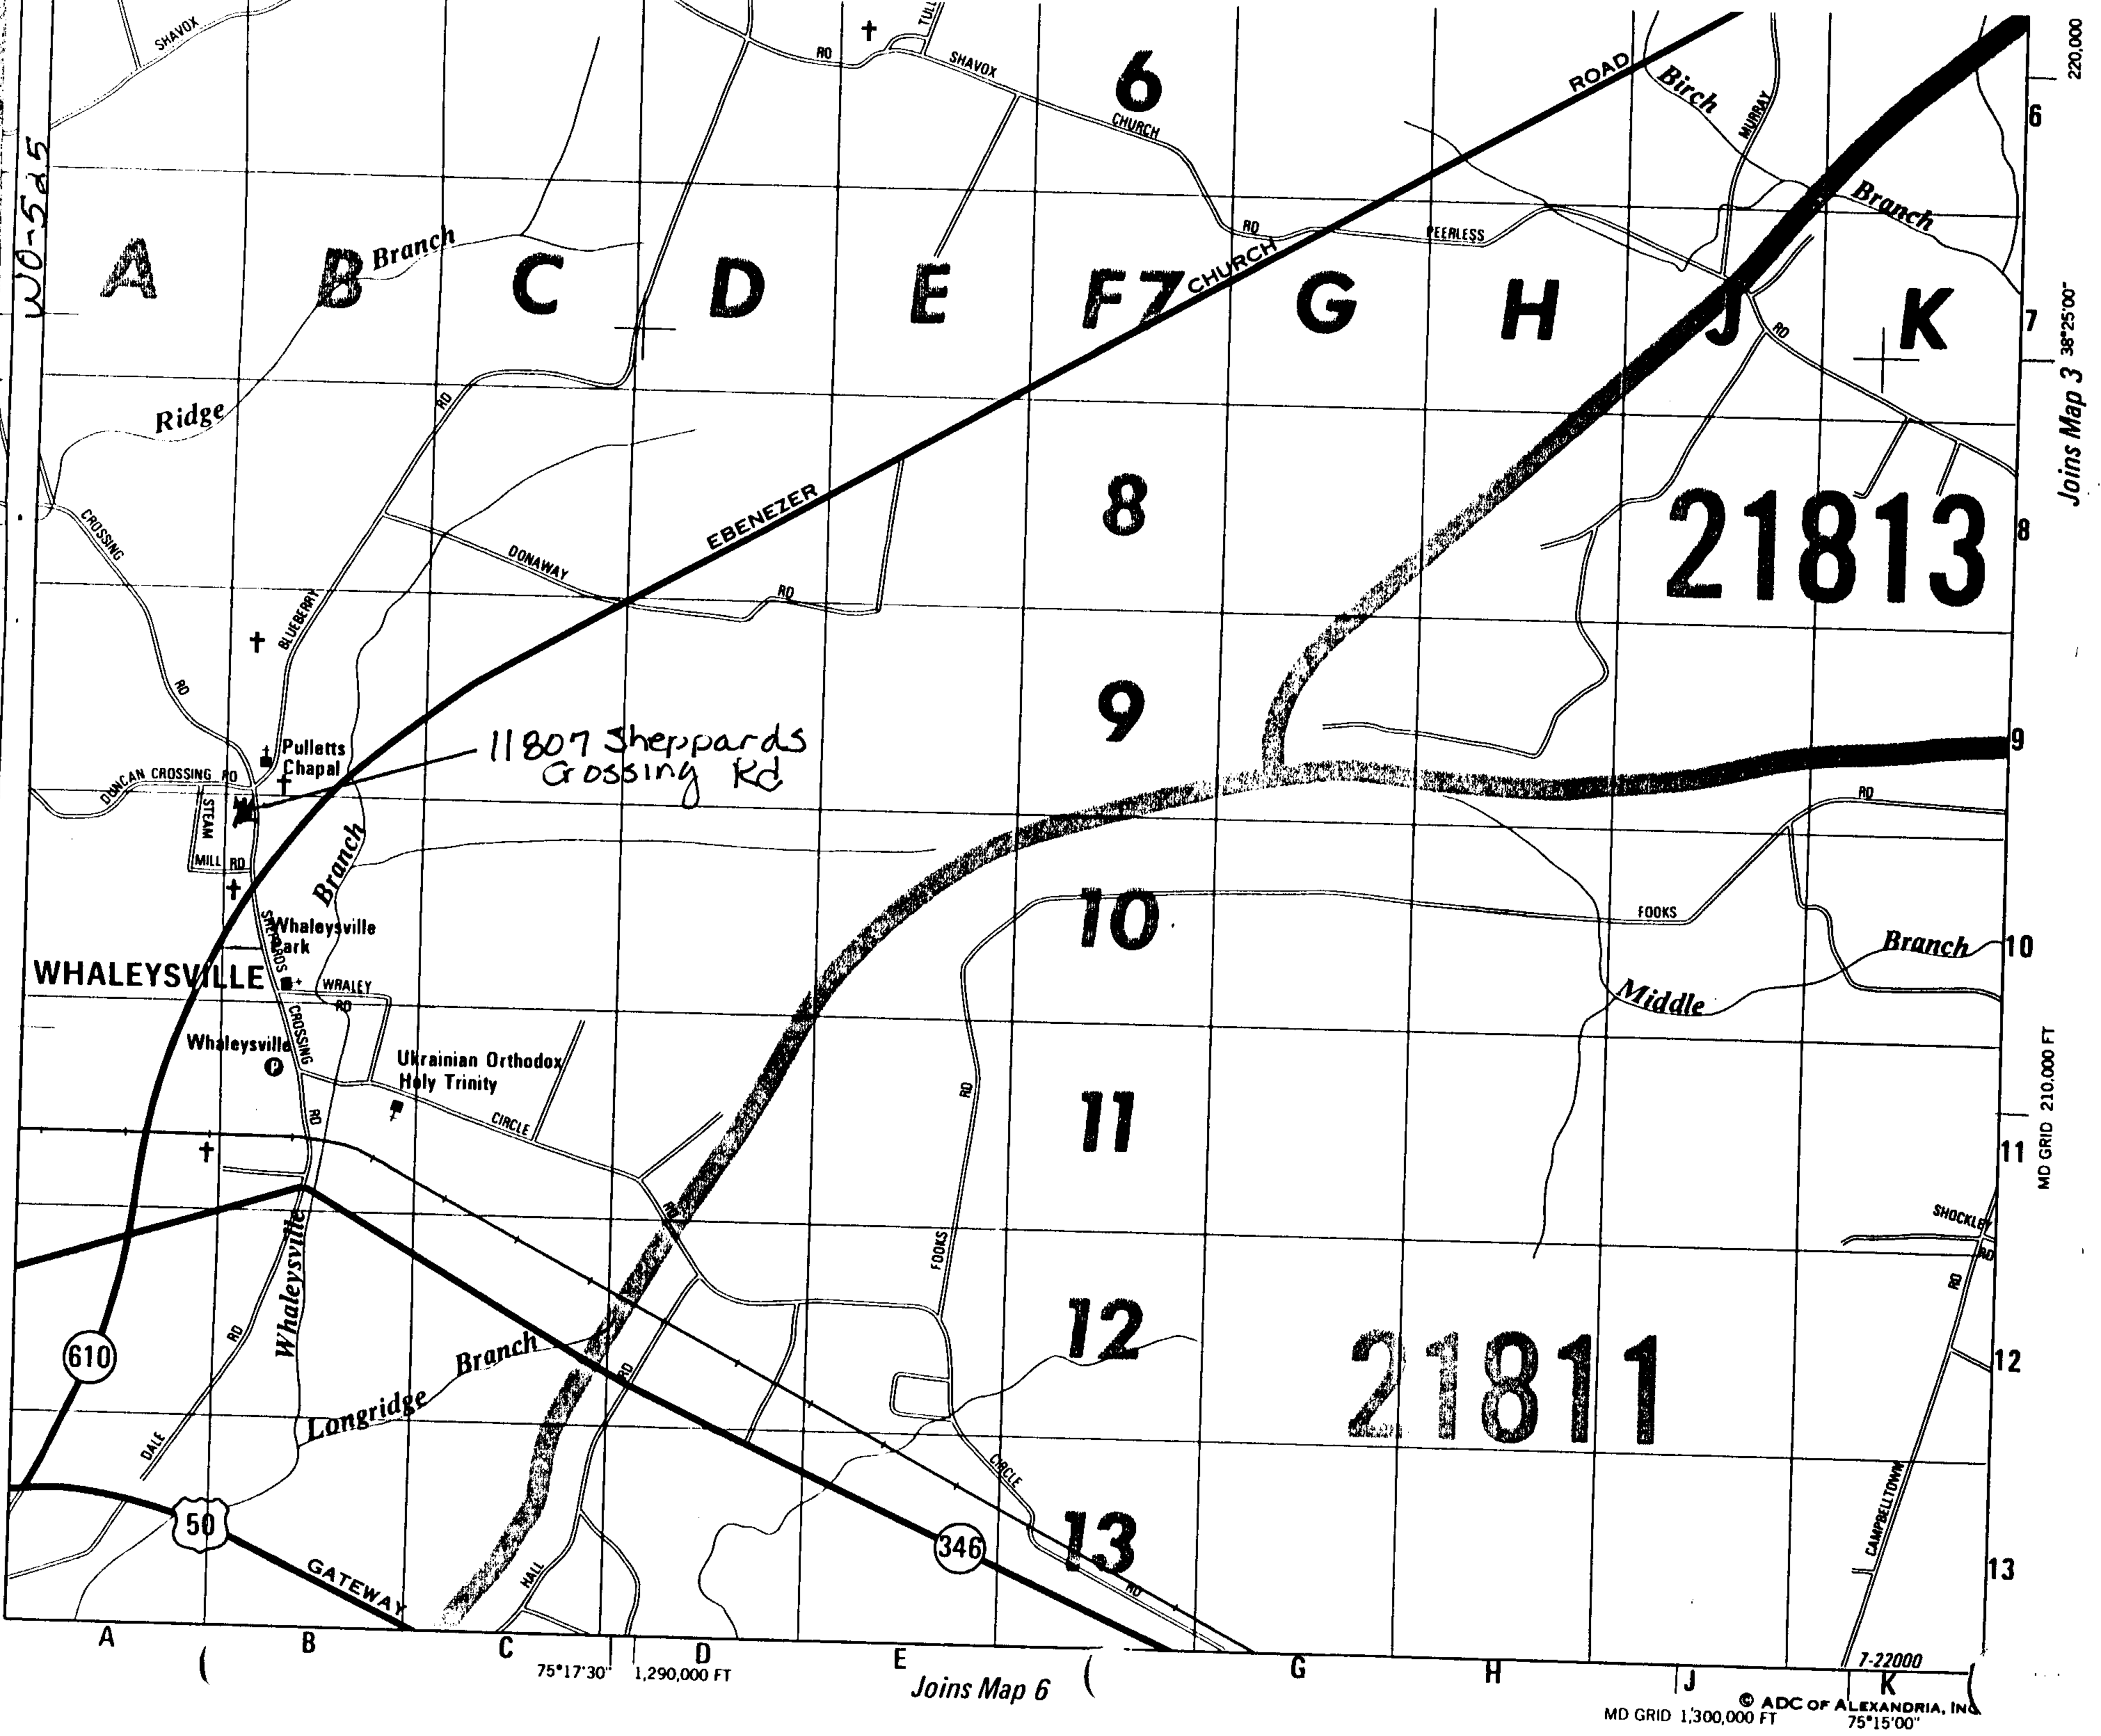 SHAVOX
TULL
RD
SHAVOX
6
CHURCH
ROAD
Birch
MURRAY
220,000
6
WO-525
A
B
Branch
C
D
E
F7
CHURCH
RD
G
PEERLESS
H
J
Branch
K
RD
7
38°25'00"
Joins Map 3
Ridge
RD
CROSSING
EBENEZER
8
21813
8
DONAWAY
RD
BLUEBERRY
RD
9
9
Pulletts
Chapal
11807 Sheppards
Crossing Rd
DUNCAN CROSSING RD
STEAM
MILL RD
Branch
RD
Whaleysville
Park
10
FOOKS
Branch
10
WHALEYSVILLE
WRALEY
RD
Middle
CROSSING
Whaleysville
P
Ukrainian Orthodox
Holy Trinity
RD
CIRCLE
RD
11
MD GRID 210,000 FT
11
RD
FOOKS
SHOCKLEY
RD
RD
Whaleysville
RD
610
Branch
RD
12
21811
12
Longridge
DALE
CIRCLE
CAMPBELLTOWN
50
GATEWAY
HALL
346
13
RD
13
A
B
C
D
E
G
H
J
K
75°17'30"
1,290,000 FT
Joins Map 6
7-22000
© ADC OF ALEXANDRIA, INC
MD GRID 1,300,000 FT
75°15'00"